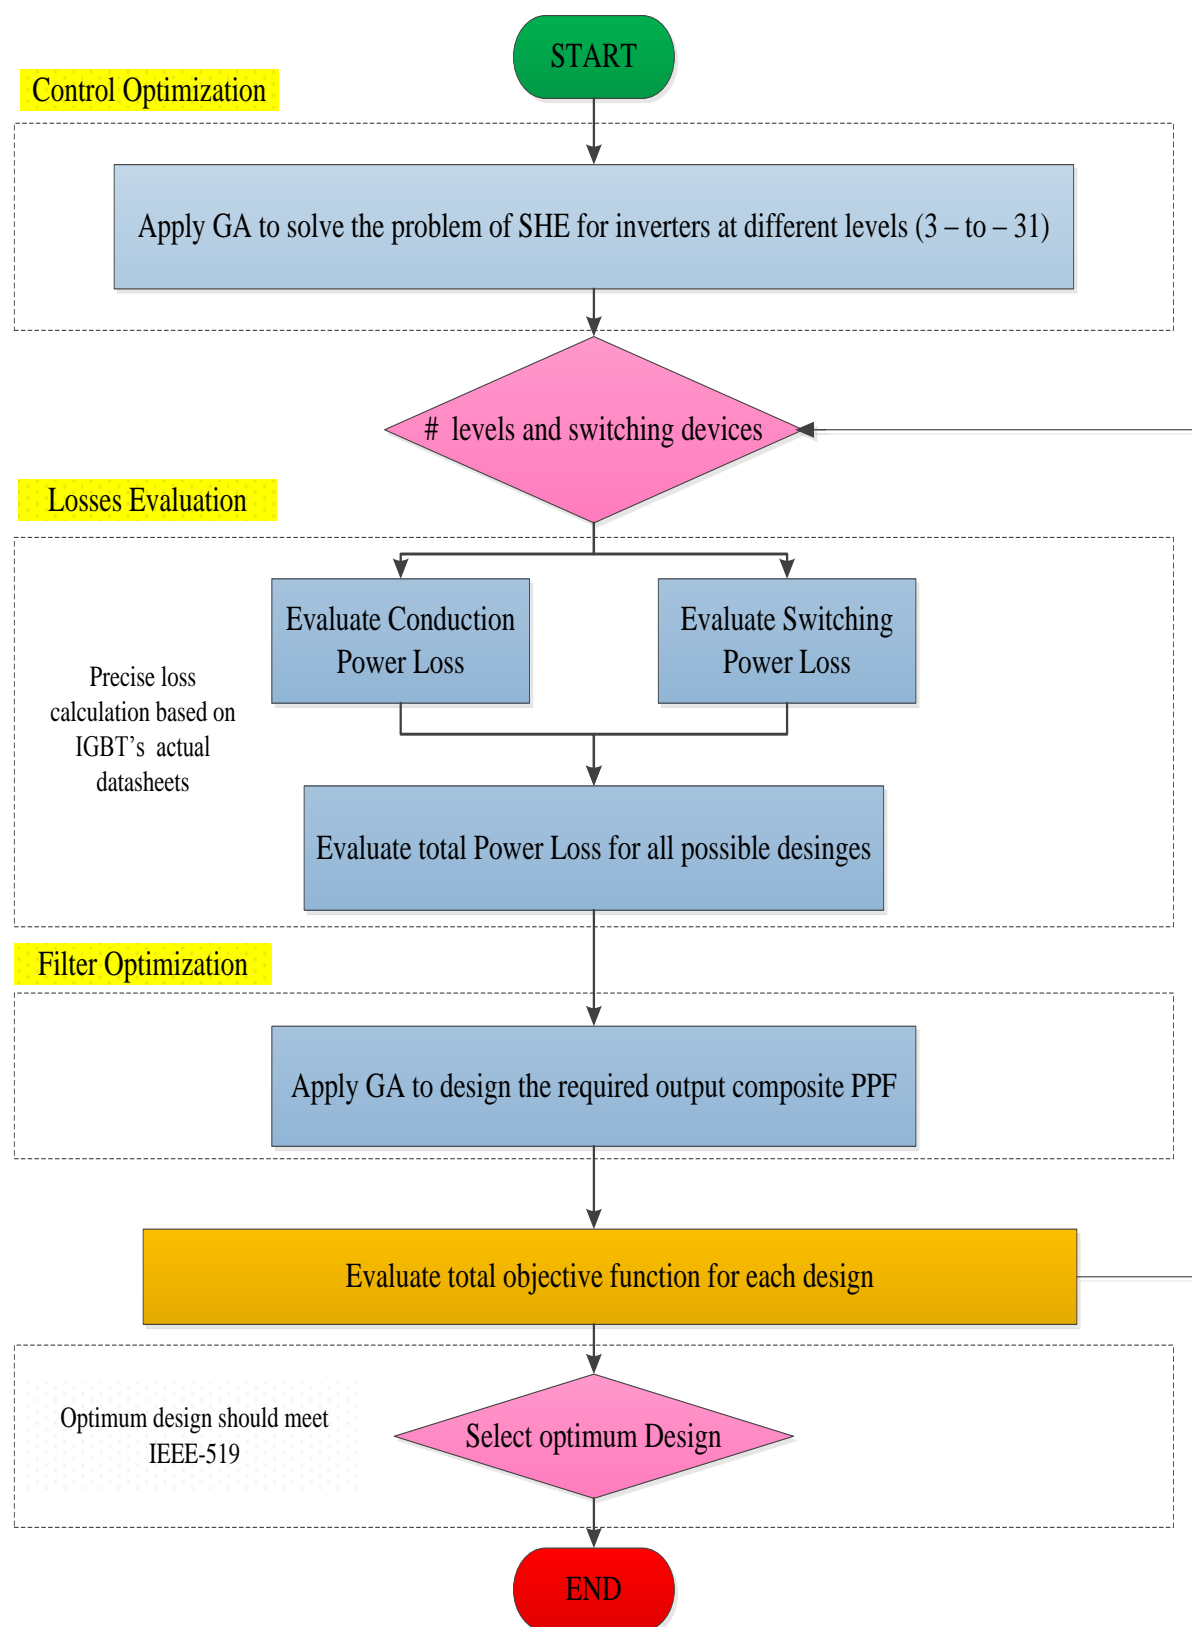 START
Control Optimization
Apply GA to solve the problem of SHE for inverters at different levels (3 – to – 31)
# levels and switching devices
Losses Evaluation
Evaluate Conduction
Power Loss
Evaluate Switching
Power Loss
Precise loss
calculation based on
IGBT’s actual
datasheets
Evaluate total Power Loss for all possible desinges
Filter Optimization
Apply GA to design the required output composite PPF
Evaluate total objective function for each design
Optimum design should meet
IEEE-519
Select optimum Design
END